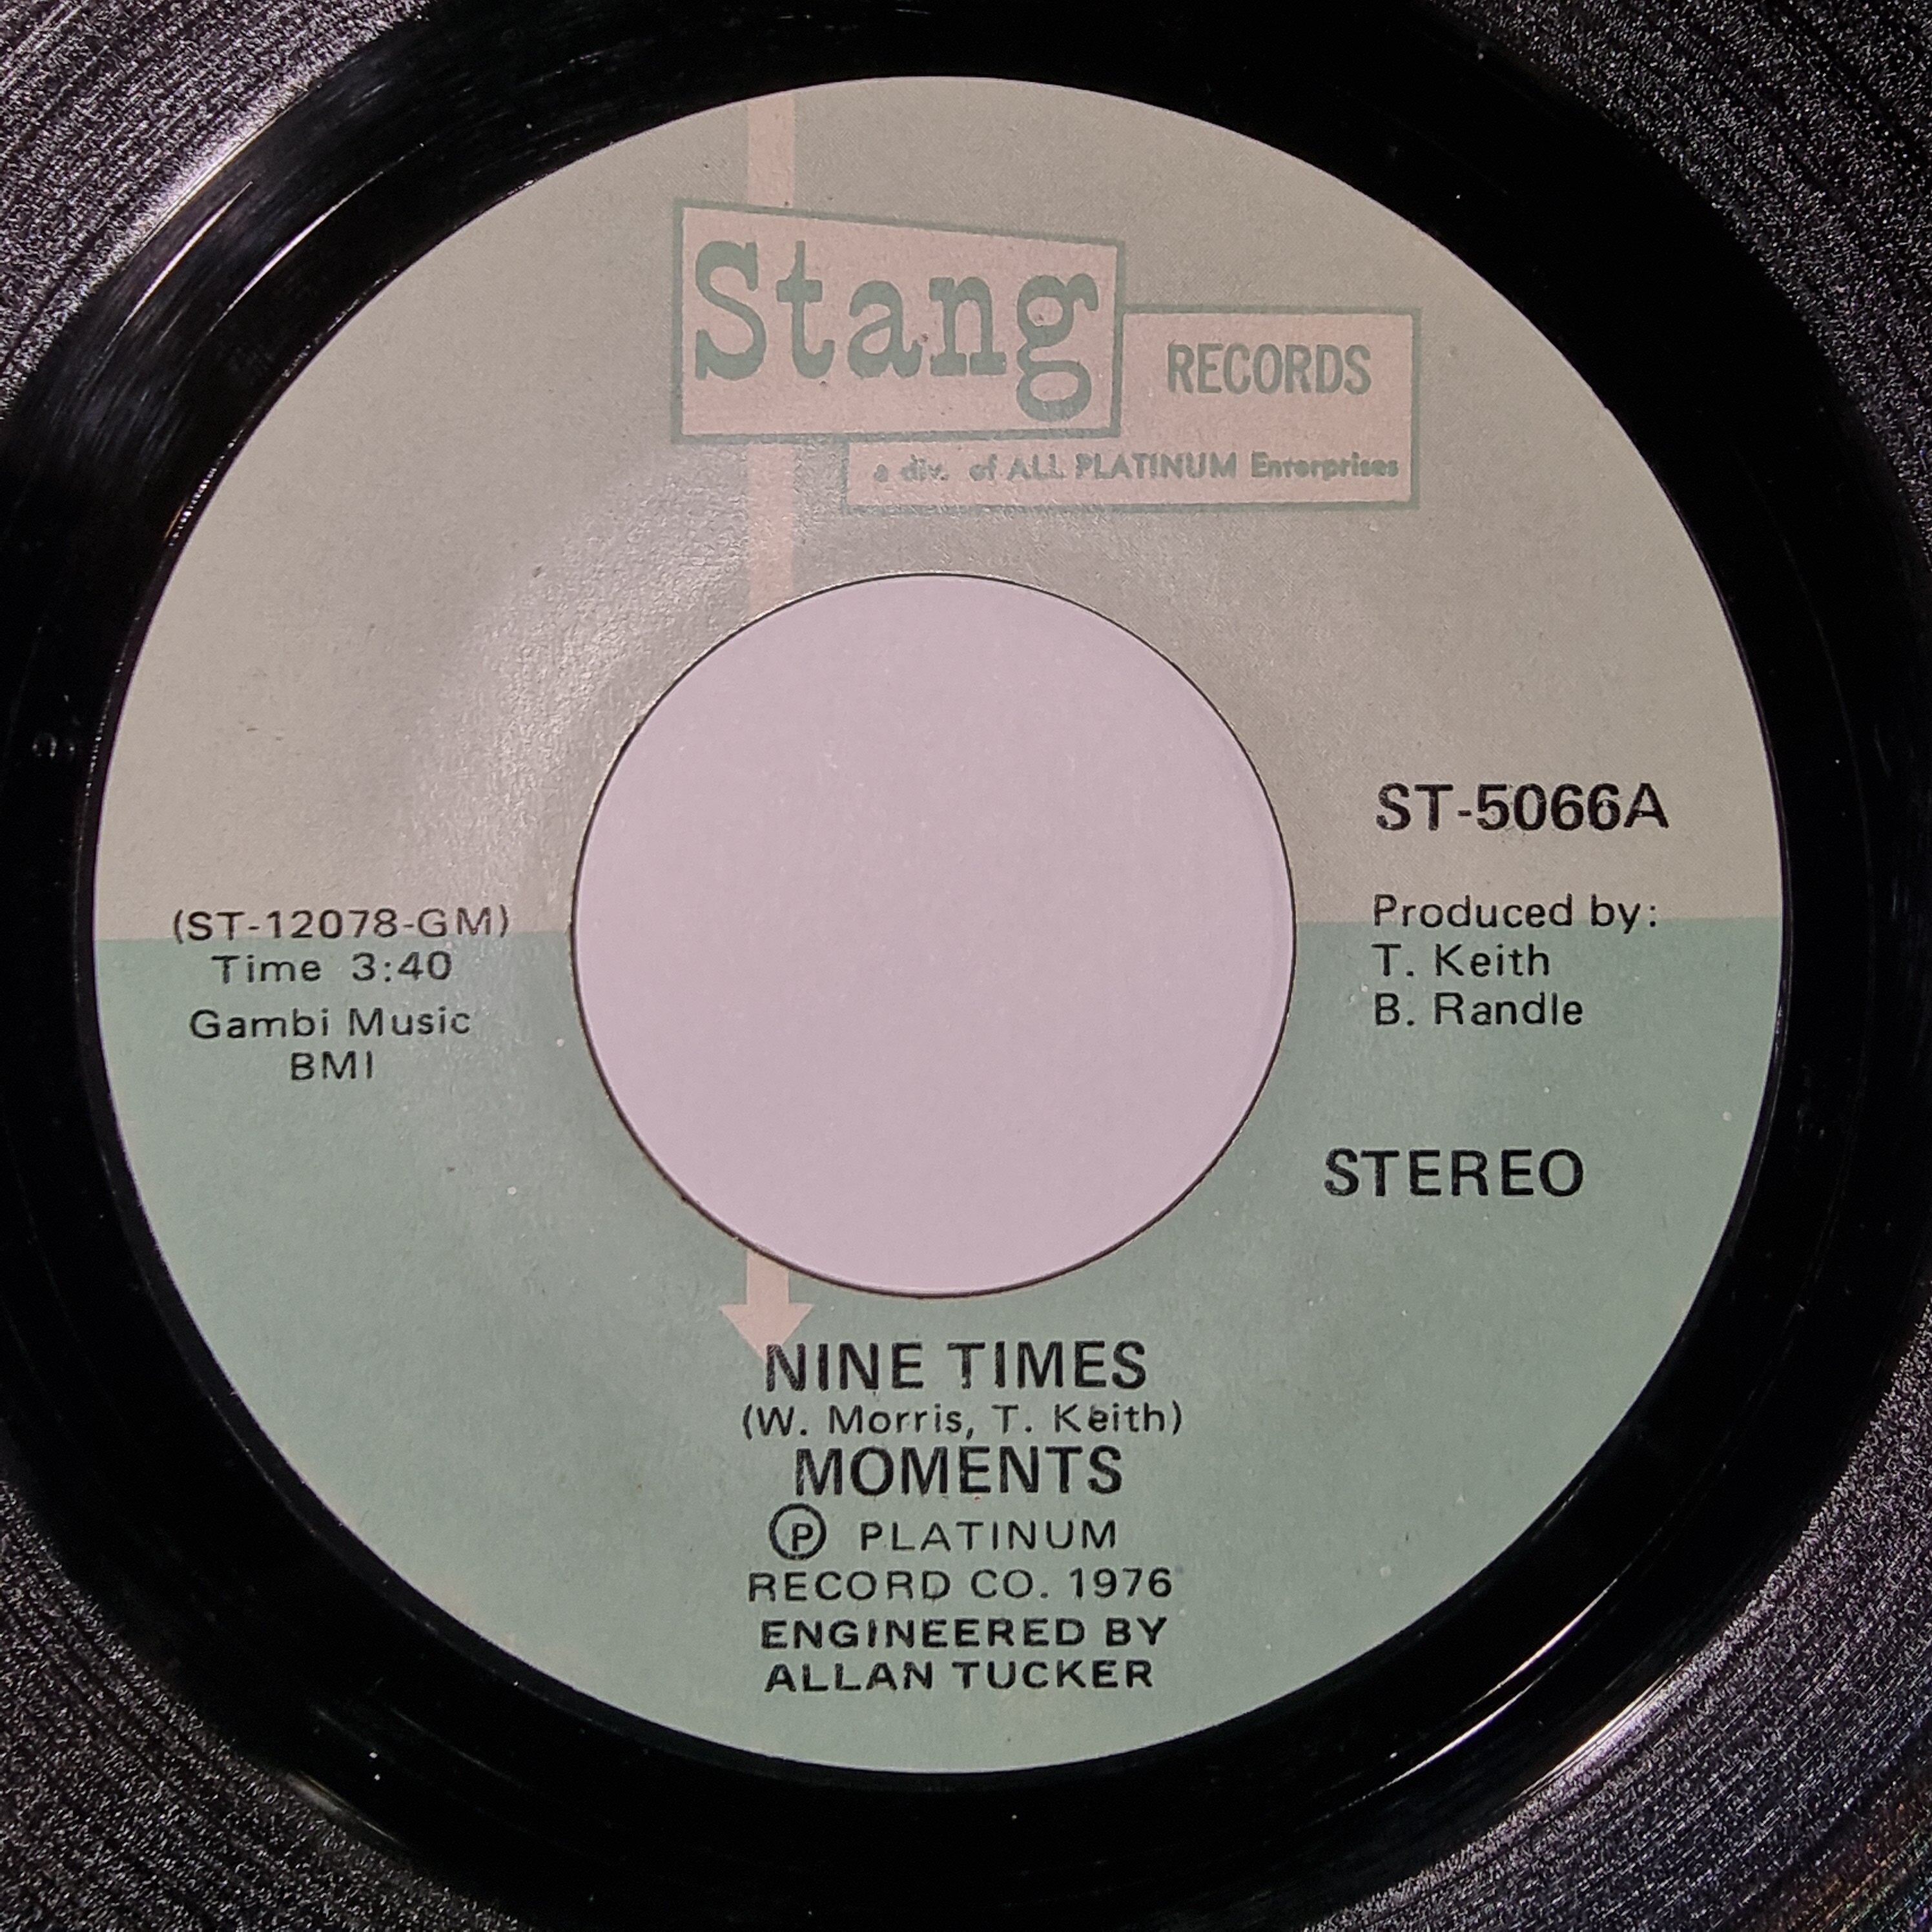 Stang
RECORDS
a div. of ALL PLATINUM Enterprises
ST-5066A
(ST-12078-GM)
Time 3:40
Gambi Music
BMI
Produced by:
T. Keith
B. Randle
STEREO
NINE TIMES
(W. Morris, T. Keith)
MOMENTS
Ⓟ PLATINUM
RECORD CO. 1976
ENGINEERED BY
ALLAN TUCKER